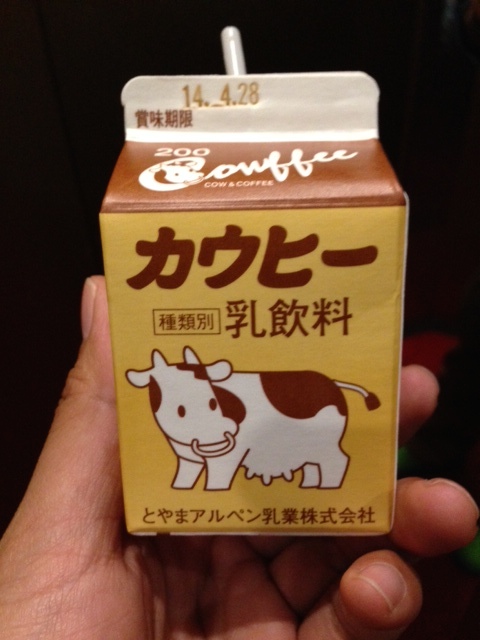 14. 4.28
賞味期限
200
Cowffee
COW & COFFEE
カウヒー
種類別 乳飲料
とやまアルペン乳業株式会社